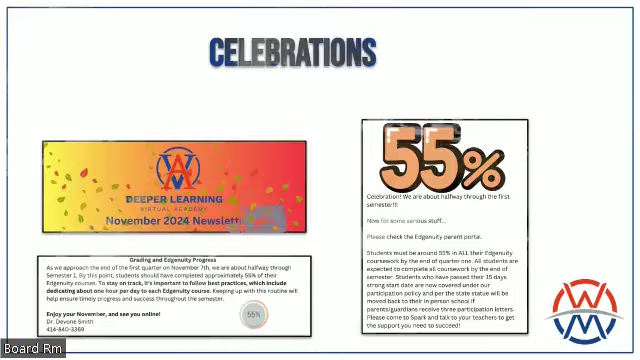 CELEBRATIONS
DEEPER LEARNING
VIRTUAL ACADEMY
November 2024 Newslett
Grading and Edgenuity Progress
As we approach the end of the first quarter on November 7th, we are about halfway through
Semester 1. By this point, students should have completed approximately 55% of their
Edgenuity courses. To stay on track, it's important to follow best practices, which include
dedicating about one hour per day to each Edgenuity course. Keeping up with this routine will
help ensure timely progress and success throughout the semester.
Enjoy your November, and see you online!
Dr. Devone Smith
414-840-3369
55%
55%
Celebration! We are about halfway through the first
semester!!!
Now for some serious stuff...
Please check the Edgenuity parent portal.
Students must be around 55% in ALL their Edgenuity
coursework by the end of quarter one. All students are
expected to complete all coursework by the end of
semester. Students who have passed their 15 days
strong start date are now covered under our
participation policy and per the state statue will be
moved back to their in person school if
parents/guardians receive three participation letters.
Please come to Spark and talk to your teachers to get
the support you need to succeed!
Board Rm